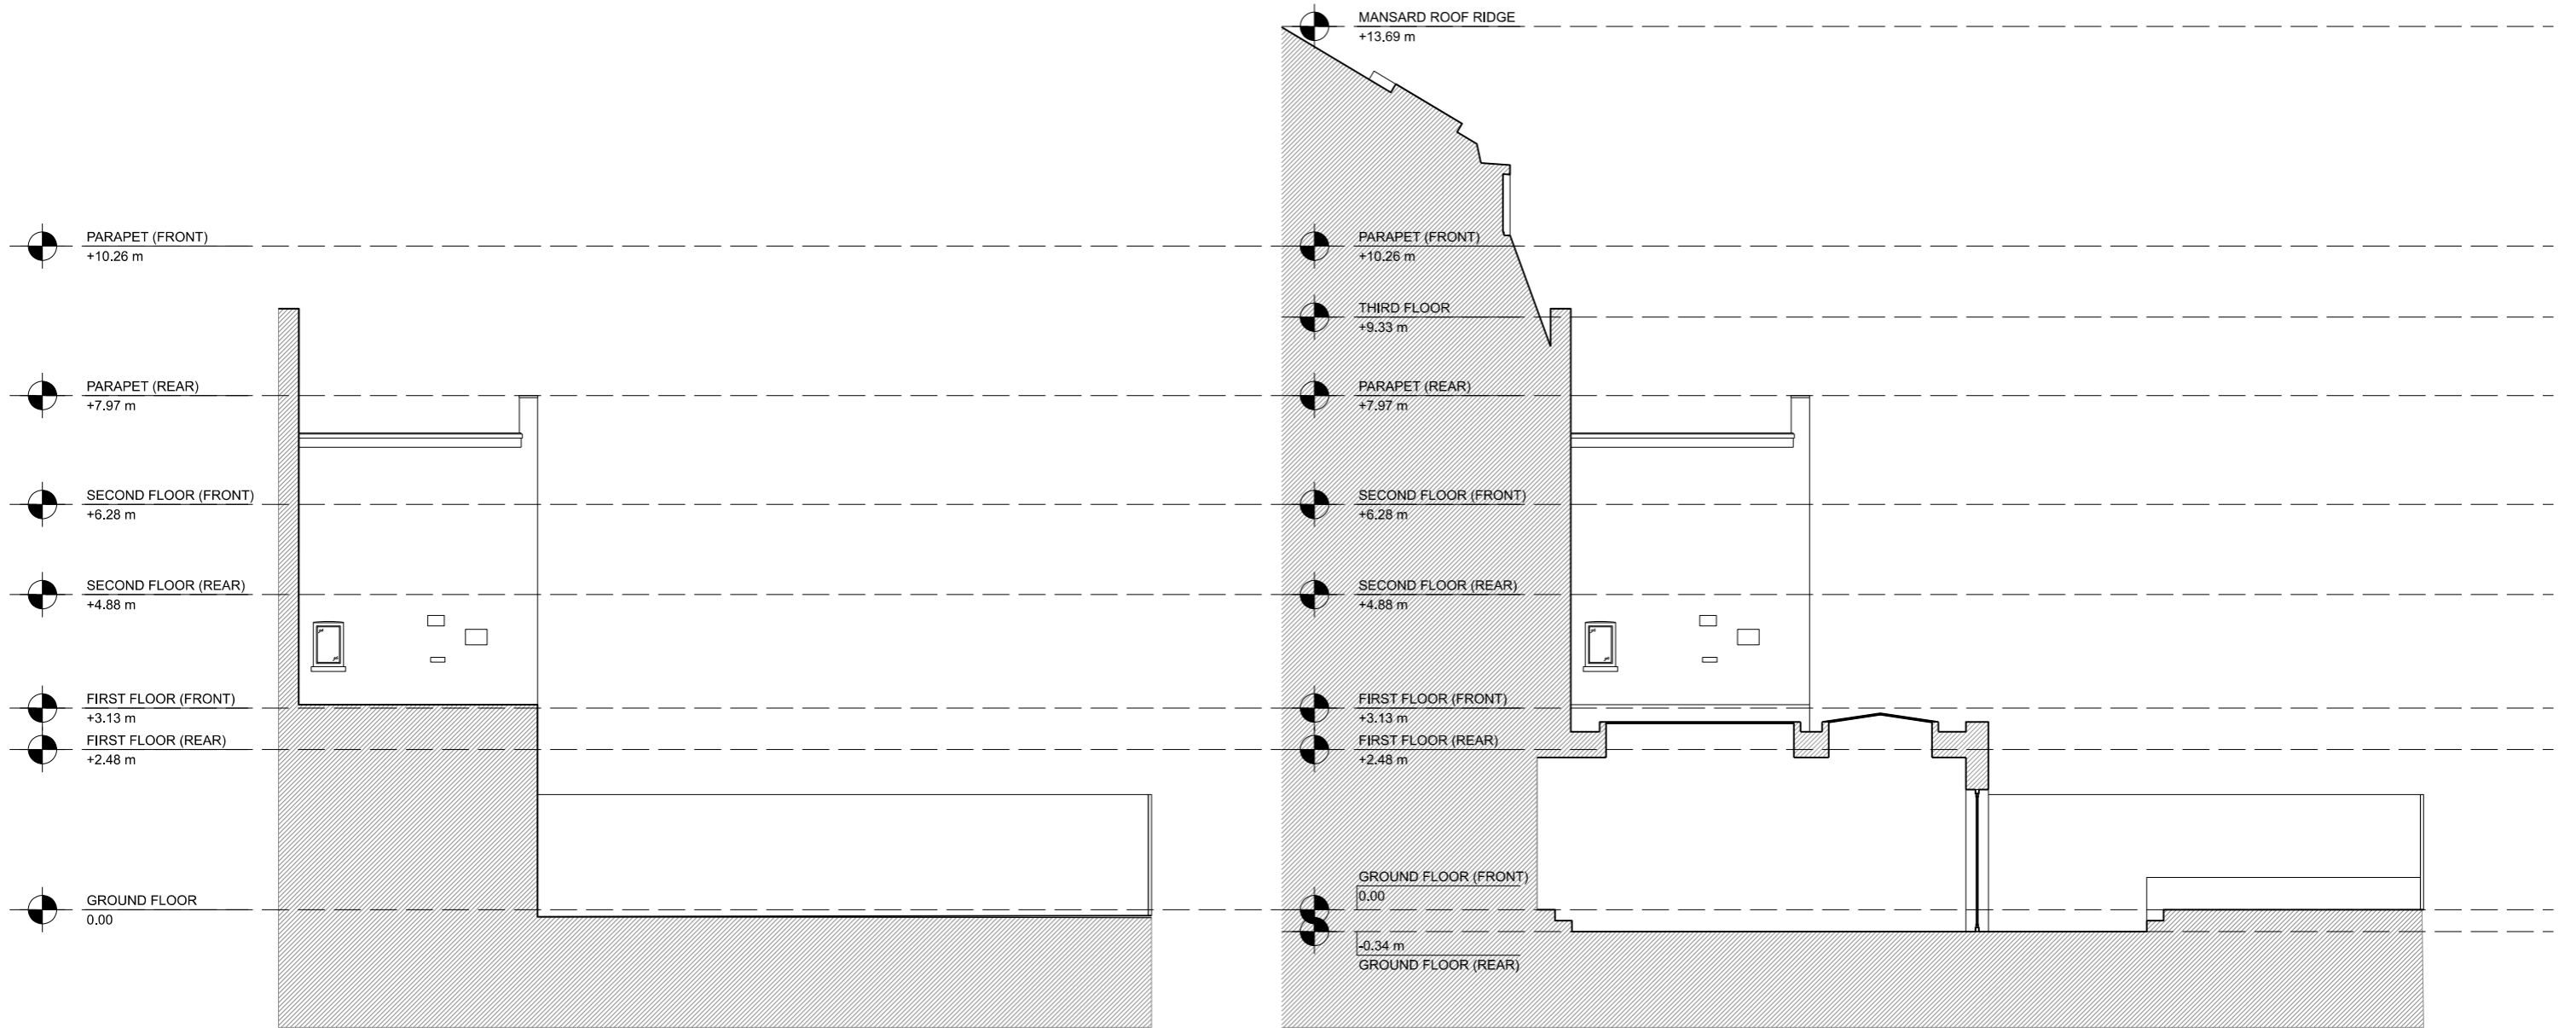 PARAPET (FRONT)
+10.26 m
PARAPET (REAR)
+7.97 m
SECOND FLOOR (FRONT)
+6.28 m
SECOND FLOOR (REAR)
+4.88 m
FIRST FLOOR (FRONT)
+3.13 m
FIRST FLOOR (REAR)
+2.48 m
GROUND FLOOR
0.00
MANSARD ROOF RIDGE
+13.69 m
PARAPET (FRONT)
+10.26 m
THIRD FLOOR
+9.33 m
PARAPET (REAR)
+7.97 m
SECOND FLOOR (FRONT)
+6.28 m
SECOND FLOOR (REAR)
+4.88 m
FIRST FLOOR (FRONT)
+3.13 m
FIRST FLOOR (REAR)
+2.48 m
GROUND FLOOR (FRONT)
0.00
-0.34 m
GROUND FLOOR (REAR)